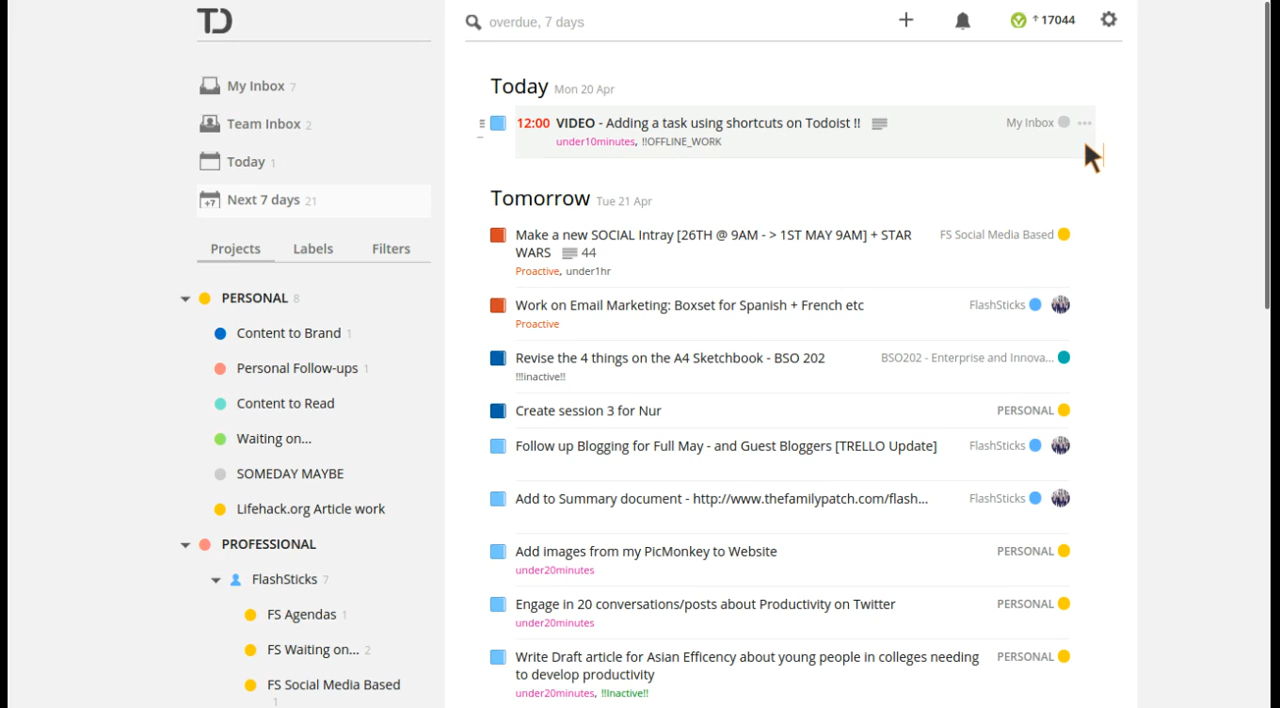 TD
overdue, 7 days
17044
My Inbox 7
Team Inbox 2
Today 1
+7 Next 7 days 21
Projects Labels Filters
PERSONAL 8
Content to Brand 1
Personal Follow-ups 1
Content to Read
Waiting on...
SOMEDAY MAYBE
Lifehack.org Article work
PROFESSIONAL
FlashSticks 7
FS Agendas 1
FS Waiting on... 2
FS Social Media Based
1
Today Mon 20 Apr
12:00 VIDEO - Adding a task using shortcuts on Todoist !! My Inbox
under10minutes, !!OFFLINE_WORK
Tomorrow Tue 21 Apr
Make a new SOCIAL Intray [26TH @ 9AM - > 1ST MAY 9AM] + STAR FS Social Media Based
WARS 44
Proactive, under1hr
Work on Email Marketing: Boxset for Spanish + French etc FlashSticks
Proactive
Revise the 4 things on the A4 Sketchbook - BSO 202 BSO202 - Enterprise and Innova...
!!!inactive!!
Create session 3 for Nur PERSONAL
Follow up Blogging for Full May - and Guest Bloggers [TRELLO Update] FlashSticks
Add to Summary document - http://www.thefamilypatch.com/flash... FlashSticks
Add images from my PicMonkey to Website PERSONAL
under20minutes
Engage in 20 conversations/posts about Productivity on Twitter PERSONAL
under20minutes
Write Draft article for Asian Efficency about young people in colleges needing PERSONAL
to develop productivity
under20minutes, !!Inactive!!